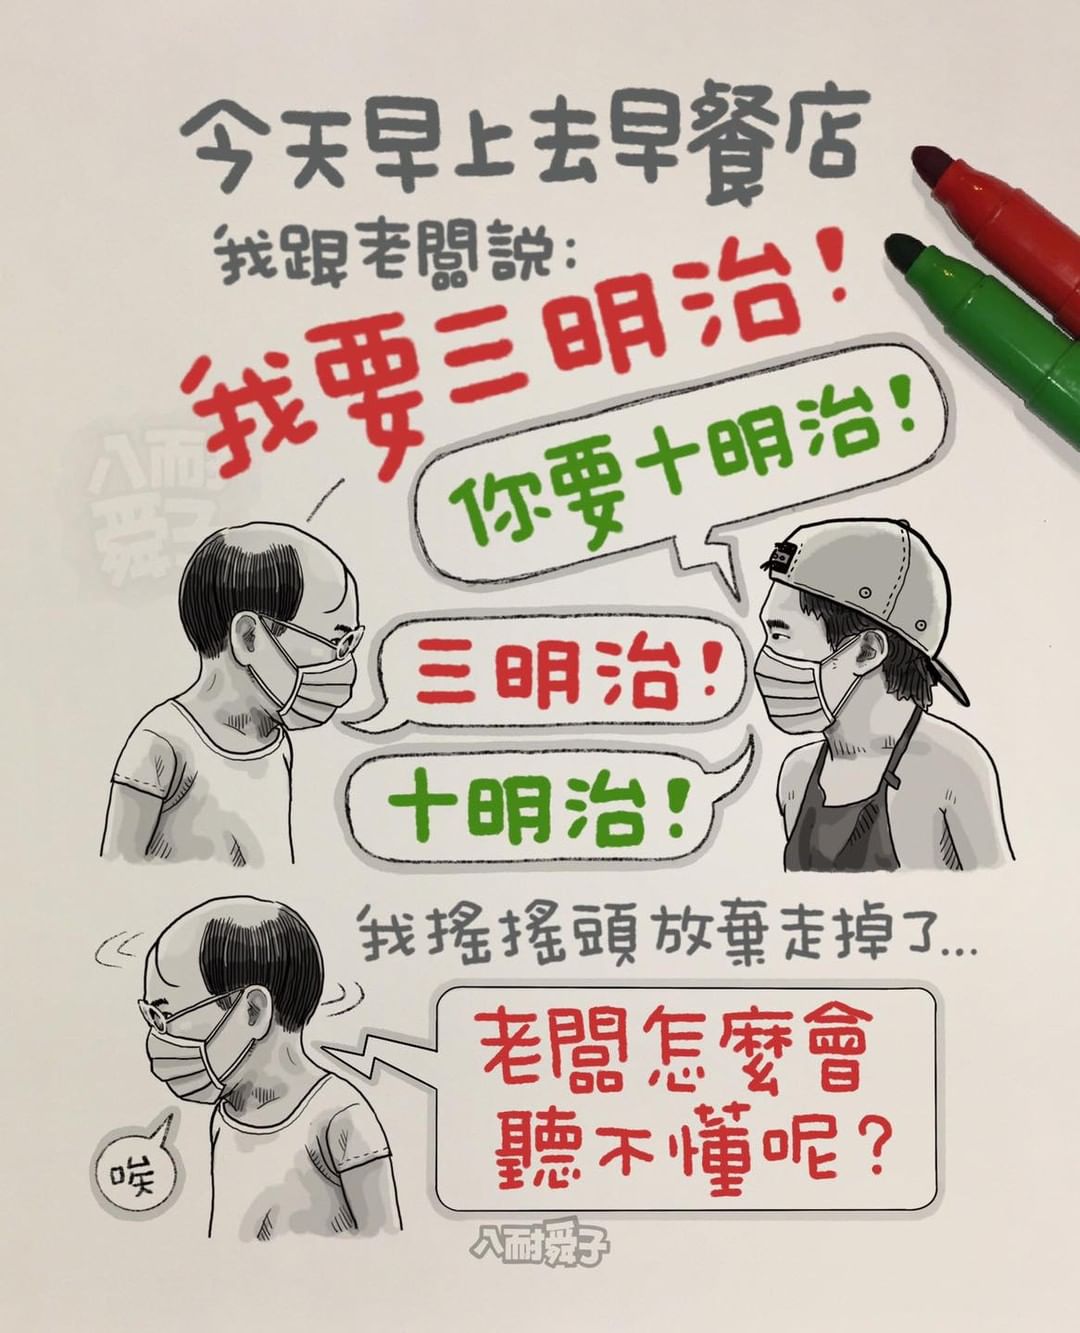 今天早上去早餐店
我跟老闆說:
我要三明治!
你要十明治!
三明治!
十明治!
我搖搖頭放棄走掉了...
老闆怎麼會
聽不懂呢?
唉
八耐舜子
八耐舜子